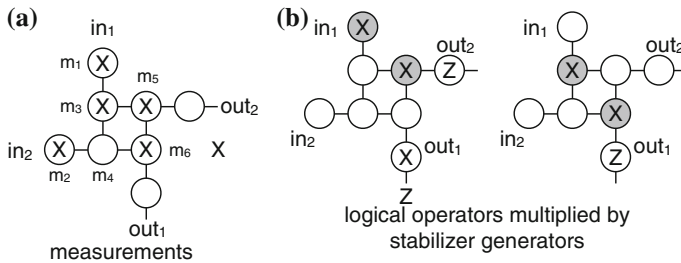 (a)
in₁
m₁ X
m₅
m₃ X X
out₂
in₂ X X m₆ X
m₂ m₄
out₁
measurements
(b)
in₁ X
out₂
X Z
in₂
X out₁
Z
in₁
out₂
X
X
in₂
Z out₁
logical operators multiplied by
stabilizer generators